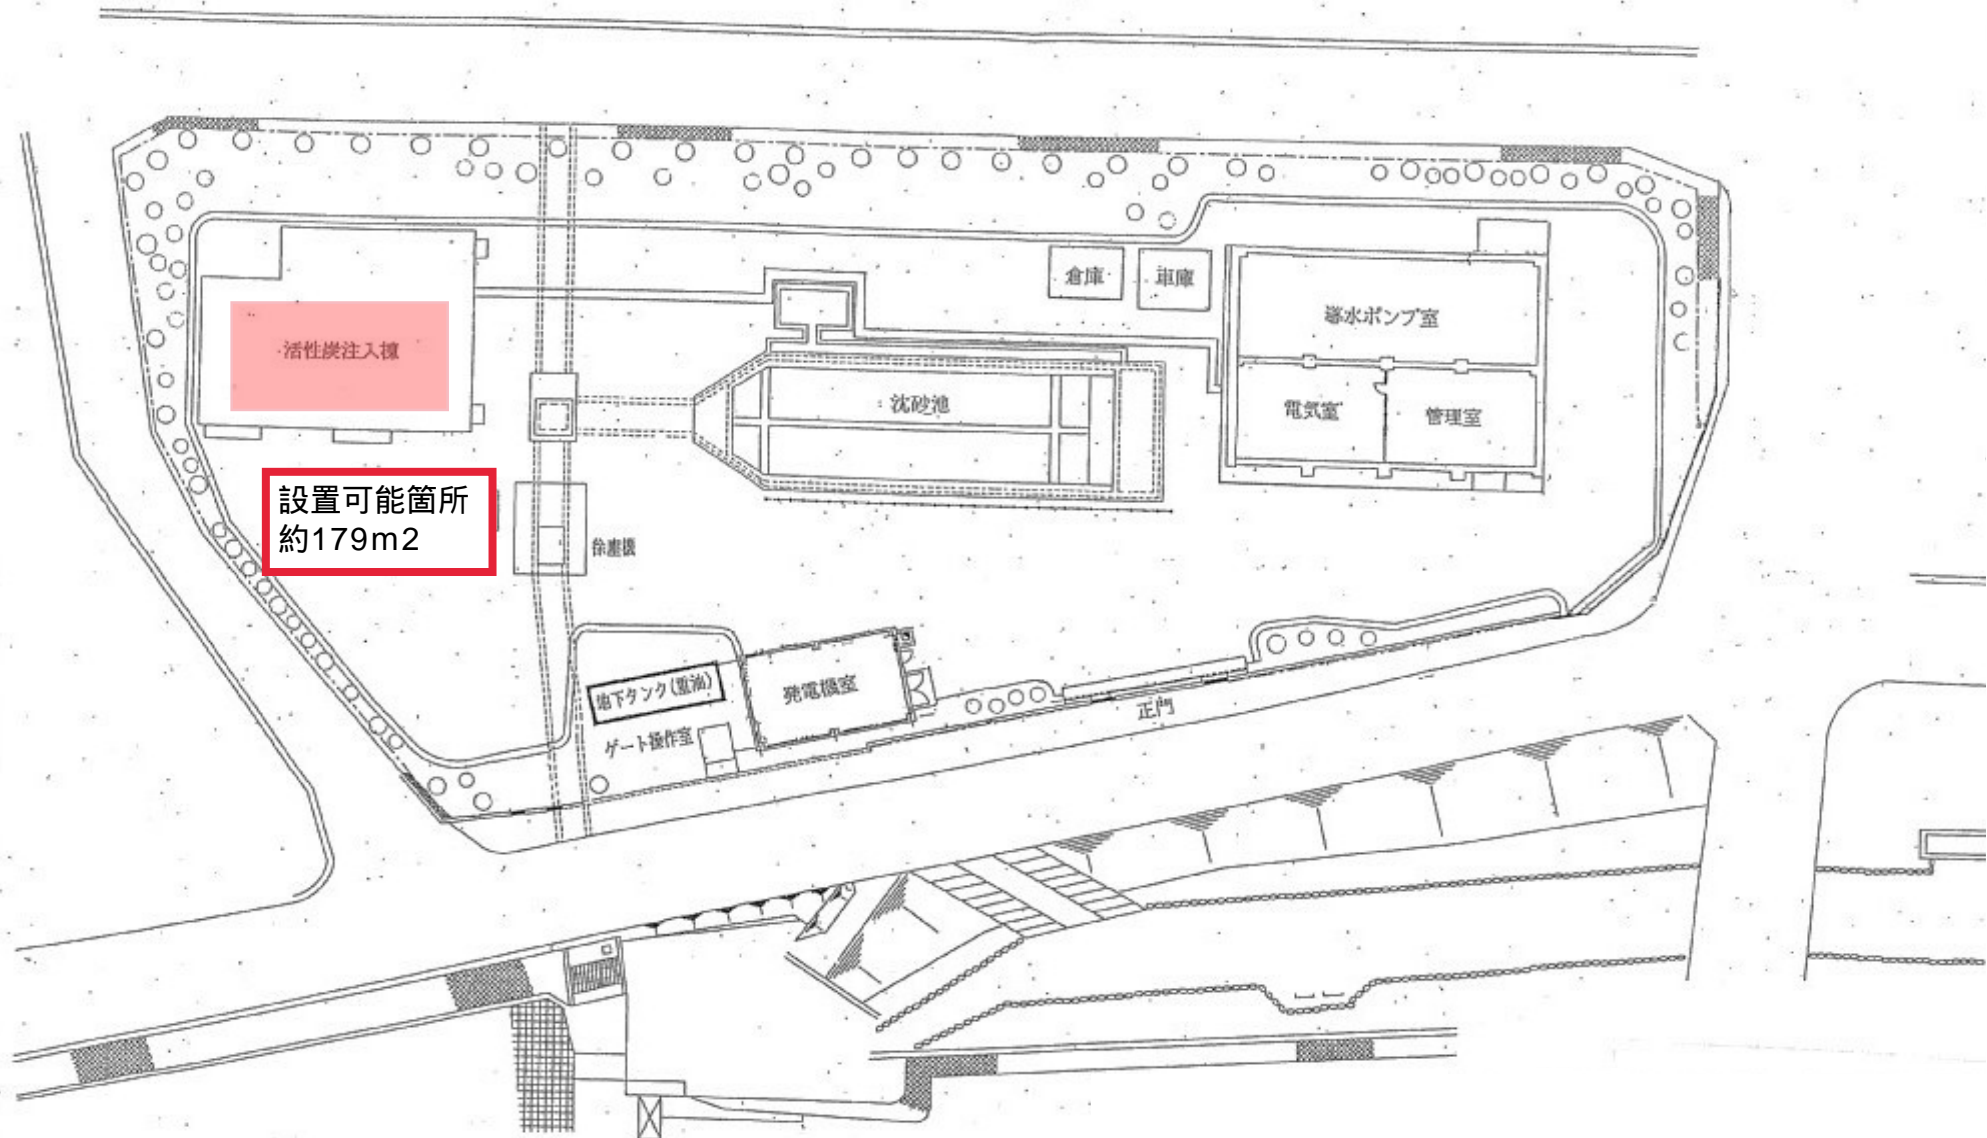 倉庫
車庫
導水ポンプ室
活性炭注入棟
沈砂池
電気室
管理室
設置可能箇所
約179m2
除塵機
地下タンク(重油)
発電機室
正門
ゲート操作室